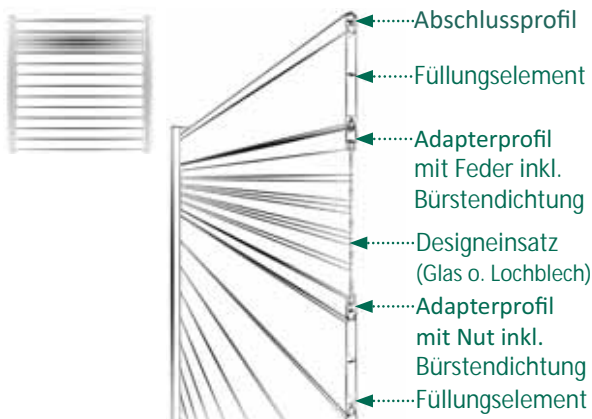 Abschlussprofil
Füllungselement
Adapterprofil
mit Feder inkl.
Bürstendichtung
Designeinsatz
(Glas o. Lochblech)
Adapterprofil
mit Nut inkl.
Bürstendichtung
Füllungselement